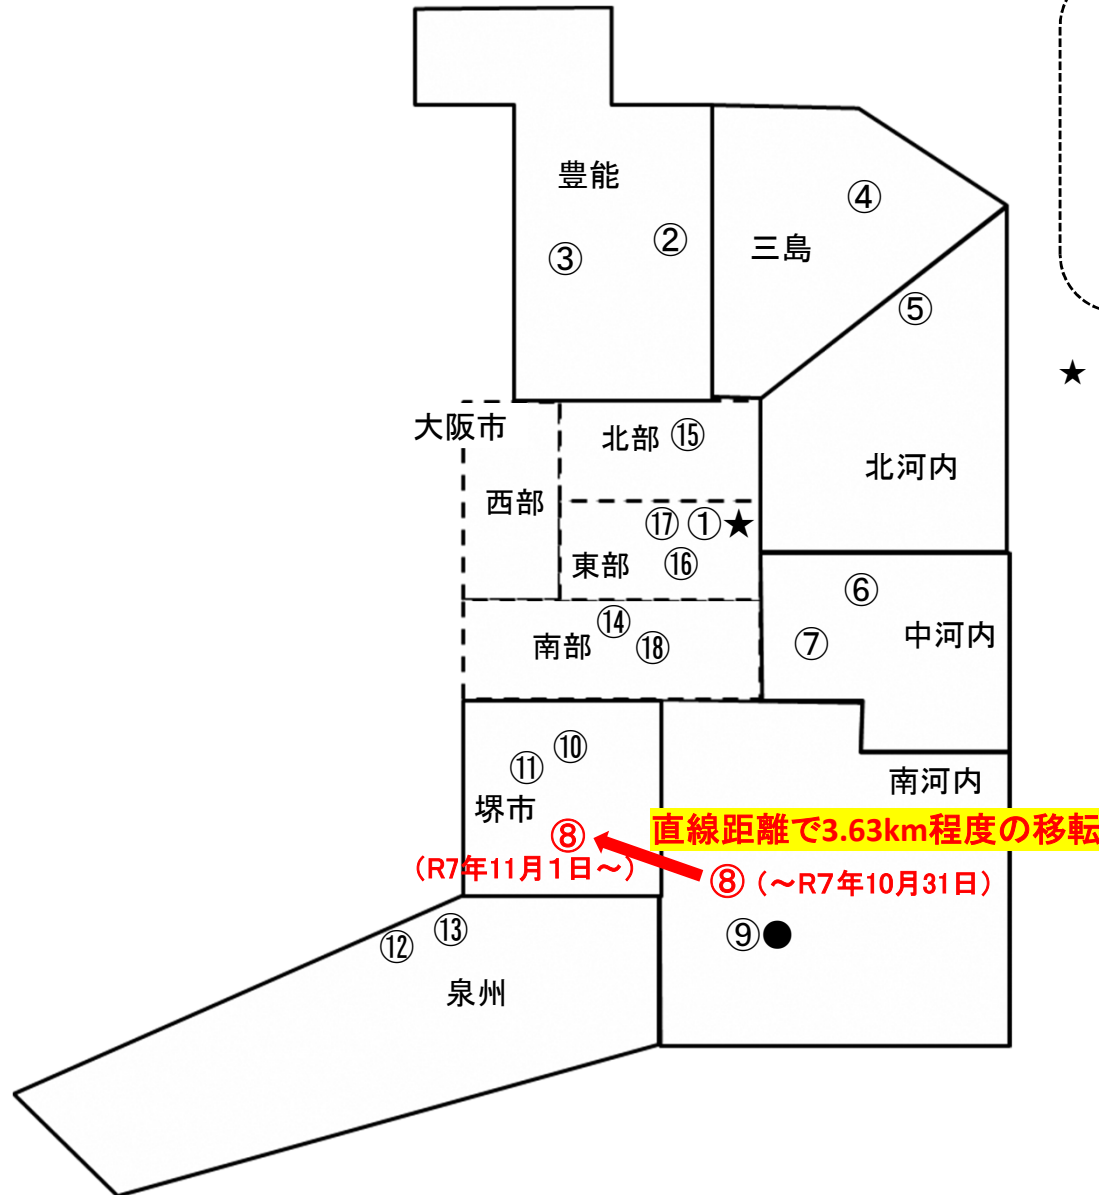 豊能
④
②
三島
③
⑤
★
大阪市
北部 ⑮
北河内
西部
⑰ ①★
東部 ⑯
⑥
⑭
南部 ⑱
⑦ 中河内
⑩
⑪
南河内
堺市
直線距離で3.63km程度の移転
⑧
(R7年11月1日～)
⑧(～R7年10月31日)
⑬
⑫
⑨●
泉州